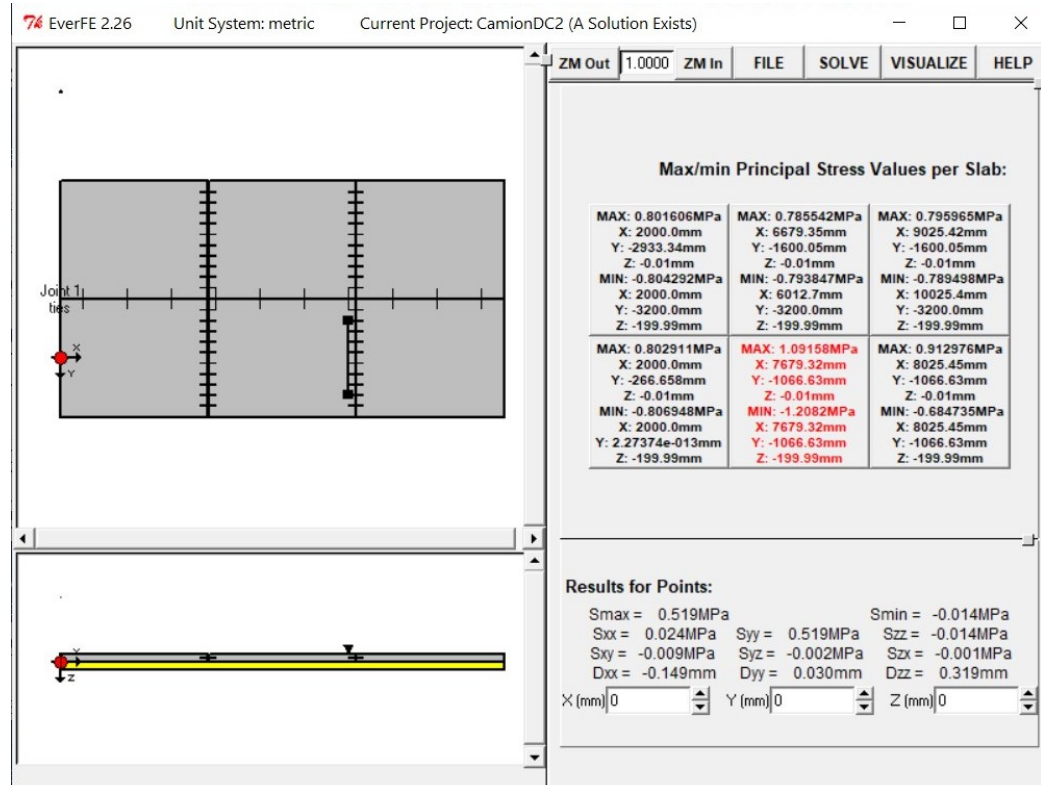 EverFE 2.26 Unit System: metric Current Project: CamionDC2 (A Solution Exists)
ZM Out 1.0000 ZM In FILE SOLVE VISUALIZE HELP
Joint 1
ties
X
Y
X
Z
Max/min Principal Stress Values per Slab:
MAX: 0.801606MPa
X: 2000.0mm
Y: -2933.34mm
Z: -0.01mm
MIN: -0.804292MPa
X: 2000.0mm
Y: -3200.0mm
Z: -199.99mm
MAX: 0.785542MPa
X: 6679.35mm
Y: -1600.05mm
Z: -0.01mm
MIN: -0.793847MPa
X: 6012.7mm
Y: -3200.0mm
Z: -199.99mm
MAX: 0.795965MPa
X: 9025.42mm
Y: -1600.05mm
Z: -0.01mm
MIN: -0.789498MPa
X: 10025.4mm
Y: -3200.0mm
Z: -199.99mm
MAX: 0.802911MPa
X: 2000.0mm
Y: -266.658mm
Z: -0.01mm
MIN: -0.806948MPa
X: 2000.0mm
Y: 2.27374e-013mm
Z: -199.99mm
MAX: 1.09158MPa
X: 7679.32mm
Y: -1066.63mm
Z: -0.01mm
MIN: -1.2082MPa
X: 7679.32mm
Y: -1066.63mm
Z: -199.99mm
MAX: 0.912976MPa
X: 8025.45mm
Y: -1066.63mm
Z: -0.01mm
MIN: -0.684735MPa
X: 8025.45mm
Y: -1066.63mm
Z: -199.99mm
Results for Points:
Smax = 0.519MPa Smin = -0.014MPa
Sxx = 0.024MPa Syy = 0.519MPa Szz = -0.014MPa
Sxy = -0.009MPa Syz = -0.002MPa Szx = -0.001MPa
Dxx = -0.149mm Dyy = 0.030mm Dzz = 0.319mm
X (mm) 0 Y (mm) 0 Z (mm) 0